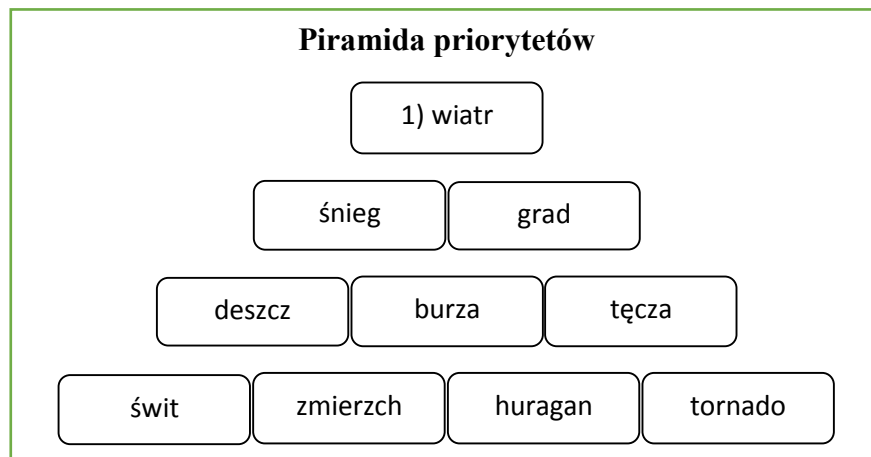 Piramida priorytetów
1) wiatr
śnieg grad
deszcz burza tęcza
świt zmierzch huragan tornado